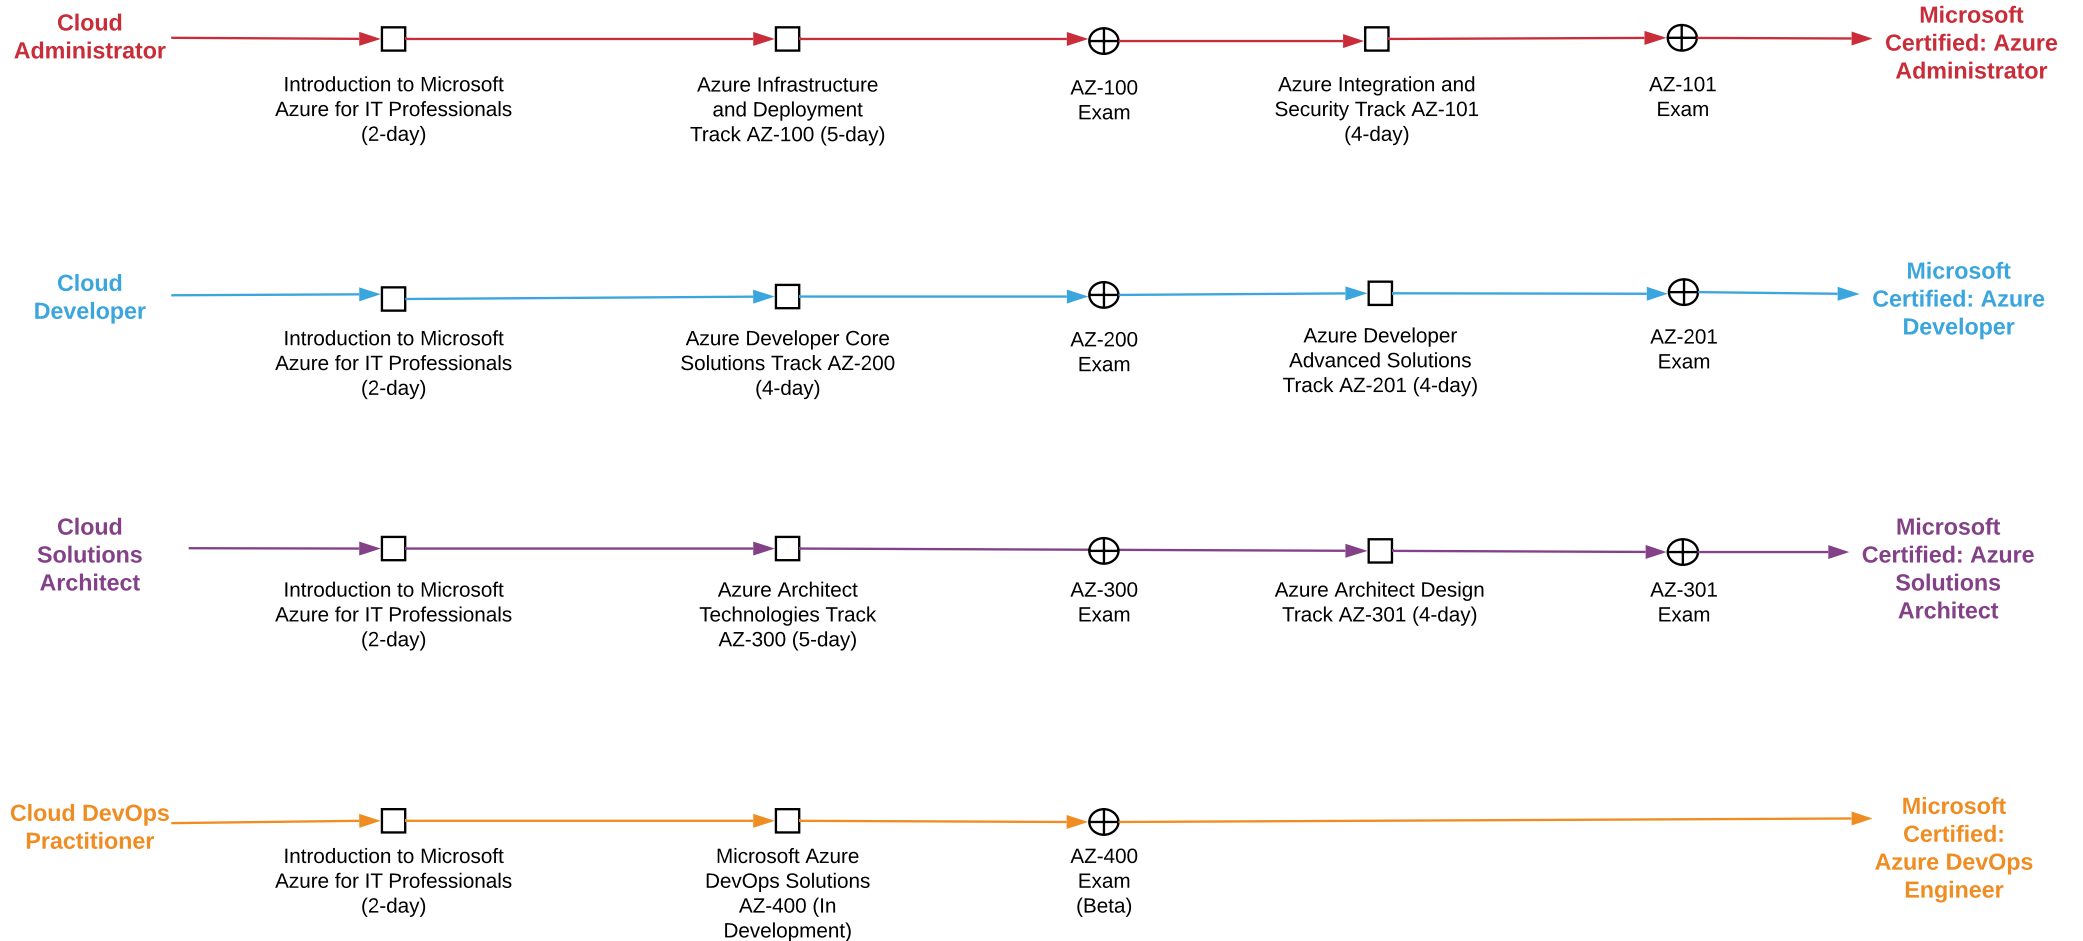 Cloud
Administrator
Introduction to Microsoft
Azure for IT Professionals
(2-day)
Azure Infrastructure
and Deployment
Track AZ-100 (5-day)
AZ-100
Exam
Azure Integration and
Security Track AZ-101
(4-day)
AZ-101
Exam
Microsoft
Certified: Azure
Administrator
Cloud
Developer
Introduction to Microsoft
Azure for IT Professionals
(2-day)
Azure Developer Core
Solutions Track AZ-200
(4-day)
AZ-200
Exam
Azure Developer
Advanced Solutions
Track AZ-201 (4-day)
AZ-201
Exam
Microsoft
Certified: Azure
Developer
Cloud
Solutions
Architect
Introduction to Microsoft
Azure for IT Professionals
(2-day)
Azure Architect
Technologies Track
AZ-300 (5-day)
AZ-300
Exam
Azure Architect Design
Track AZ-301 (4-day)
AZ-301
Exam
Microsoft
Certified: Azure
Solutions
Architect
Cloud DevOps
Practitioner
Introduction to Microsoft
Azure for IT Professionals
(2-day)
Microsoft Azure
DevOps Solutions
AZ-400 (In
Development)
AZ-400
Exam
(Beta)
Microsoft
Certified:
Azure DevOps
Engineer